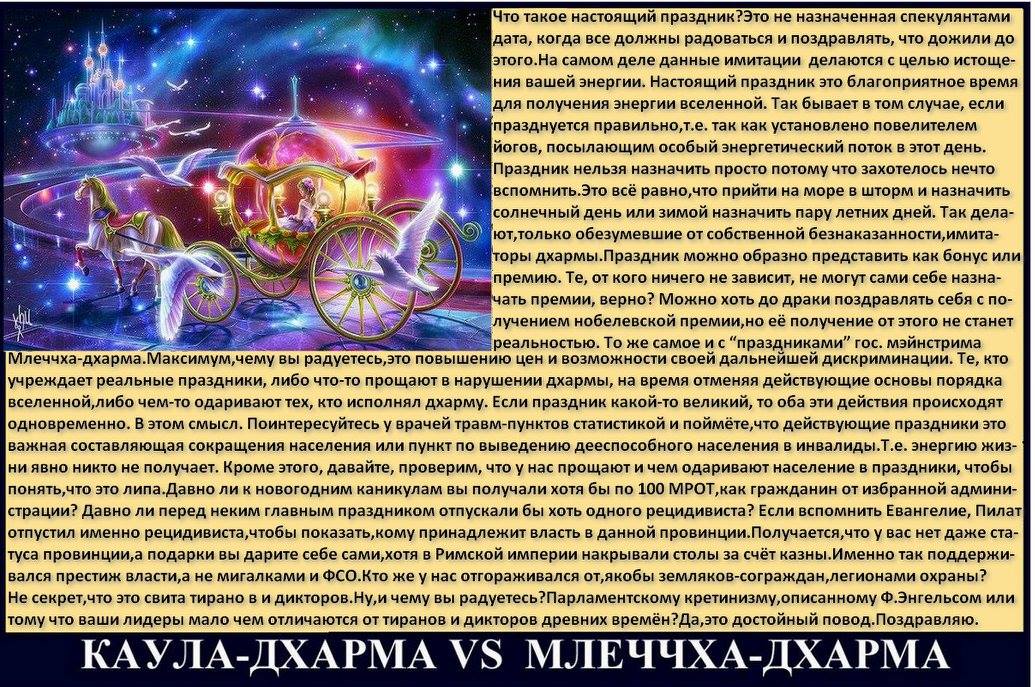 Что такое настоящий праздник?Это не назначенная спекулянтами
дата, когда все должны радоваться и поздравлять, что дожили до
этого.На самом деле данные имитации делаются с целью истоще-
ния вашей энергии. Настоящий праздник это благоприятное время
для получения энергии вселенной. Так бывает в том случае, если
празднуется правильно,т.е. так как установлено повелителем
йогов, посылающим особый энергетический поток в этот день.
Праздник нельзя назначить просто потому что захотелось нечто
вспомнить.Это всё равно,что прийти на море в шторм и назначить
солнечный день или зимой назначить пару летних дней. Так дела-
ют,только обезумевшие от собственной безнаказанности,имита-
торы дхармы.Праздник можно образно представить как бонус или
премию. Те, от кого ничего не зависит, не могут сами себе назна-
чать премии, верно? Можно хоть до драки поздравлять себя с по-
лучением нобелевской премии,но её получение от этого не станет
реальностью. То же самое и с “праздниками” гос. мэйнстрима
Млеччха-дхарма.Максимум,чему вы радуетесь,это повышению цен и возможности своей дальнейшей дискриминации. Те, кто
учреждает реальные праздники, либо что-то прощают в нарушении дхармы, на время отменяя действующие основы порядка
вселенной,либо чем-то одаривают тех, кто исполнял дхарму. Если праздник какой-то великий, то оба эти действия происходят
одновременно. В этом смысл. Поинтересуйтесь у врачей травм-пунктов статистикой и поймёте,что действующие праздники это
важная составляющая сокращения населения или пункт по выведению дееспособного населения в инвалиды.Т.е. энергию жиз-
ни явно никто не получает. Кроме этого, давайте, проверим, что у нас прощают и чем одаривают население в праздники, чтобы
понять,что это липа.Давно ли к новогодним каникулам вы получали хотя бы по 100 МРОТ,как гражданин от избранной админи-
страции? Давно ли перед неким главным праздником отпускали бы хоть одного рецидивиста? Если вспомнить Евангелие, Пилат
отпустил именно рецидивиста,чтобы показать,кому принадлежит власть в данной провинции.Получается,что у вас нет даже ста-
туса провинции,а подарки вы дарите себе сами,хотя в Римской империи накрывали столы за счёт казны.Именно так поддержи-
вался престиж власти,а не мигалками и ФСО.Кто же у нас отгораживался от,якобы земляков-сограждан,легионами охраны?
Не секрет,что это свита тирано в и дикторов.Ну,и чему вы радуетесь?Парламентскому кретинизму,описанному Ф.Энгельсом или
тому что ваши лидеры мало чем отличаются от тиранов и дикторов древних времён?Да,это достойный повод.Поздравляю.
КАУЛА-ДХАРМА VS МЛЕЧЧХА-ДХАРМА